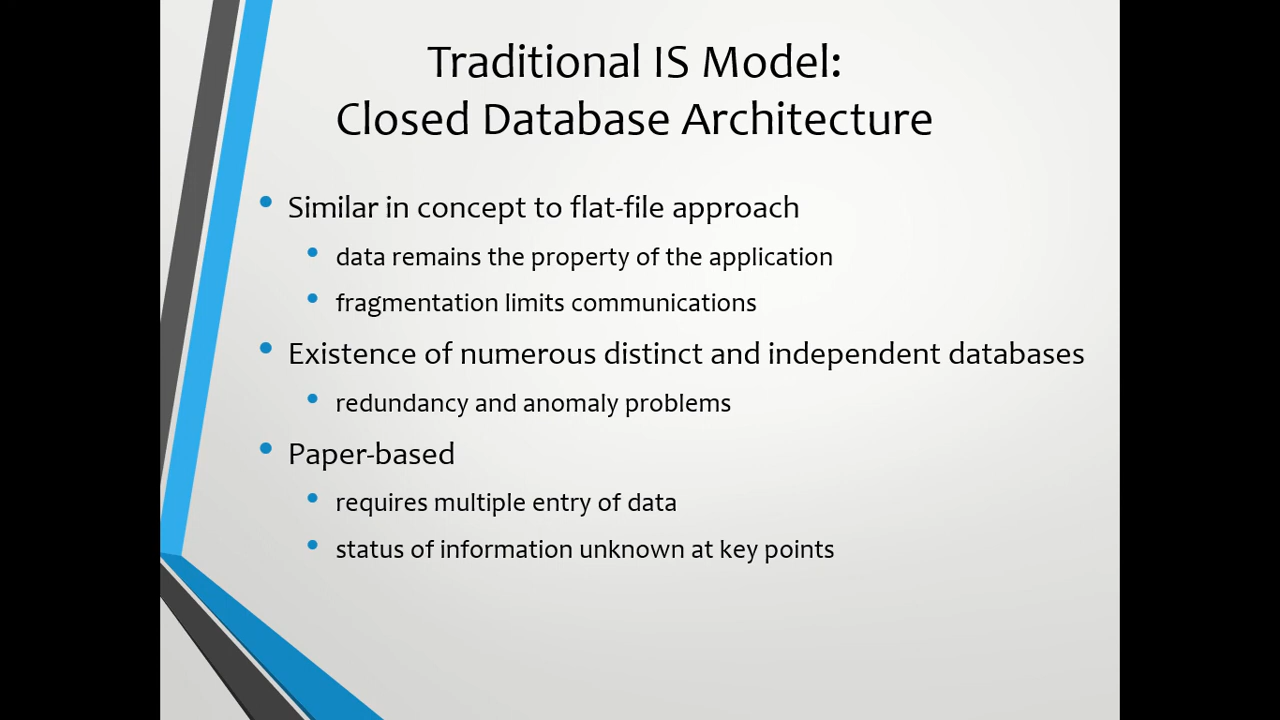 Traditional IS Model:
Closed Database Architecture
• Similar in concept to flat-file approach
• data remains the property of the application
• fragmentation limits communications
• Existence of numerous distinct and independent databases
• redundancy and anomaly problems
• Paper-based
• requires multiple entry of data
• status of information unknown at key points